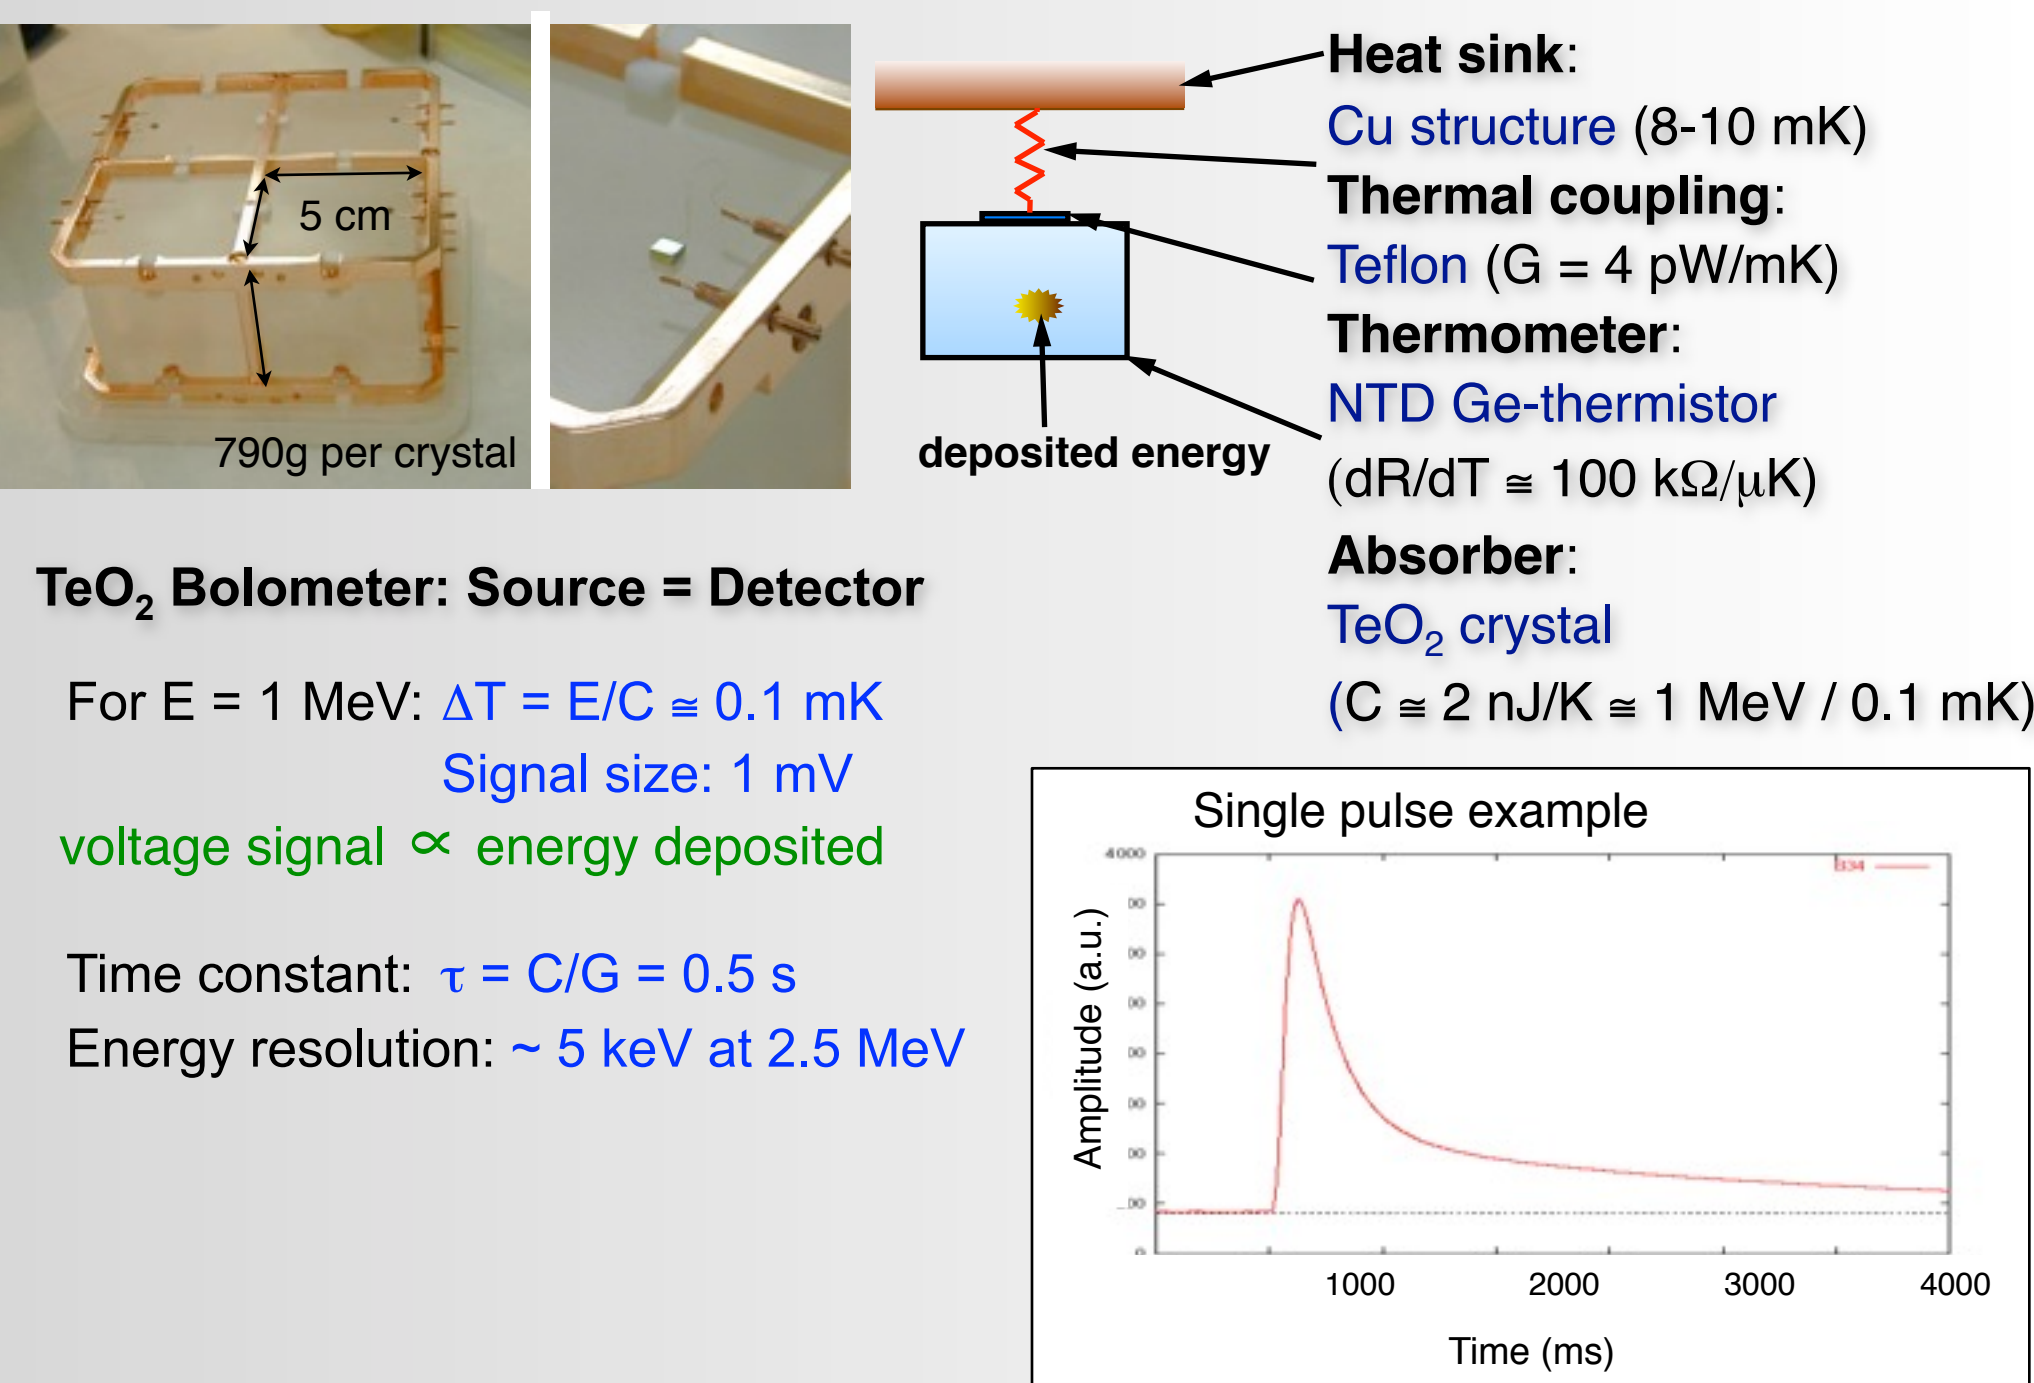 5 cm
790g per crystal
deposited energy
Heat sink:
Cu structure (8-10 mK)
Thermal coupling:
Teflon (G = 4 pW/mK)
Thermometer:
NTD Ge-thermistor
(dR/dT ≅ 100 kΩ/μK)
Absorber:
TeO₂ crystal
(C ≅ 2 nJ/K ≅ 1 MeV / 0.1 mK)
TeO₂ Bolometer: Source = Detector
For E = 1 MeV: ΔT = E/C ≅ 0.1 mK
Signal size: 1 mV
voltage signal ∝ energy deposited
Time constant: τ = C/G = 0.5 s
Energy resolution: ~ 5 keV at 2.5 MeV
Single pulse example
4000
B34
Amplitude (a.u.)
0
1000 2000 3000 4000
Time (ms)